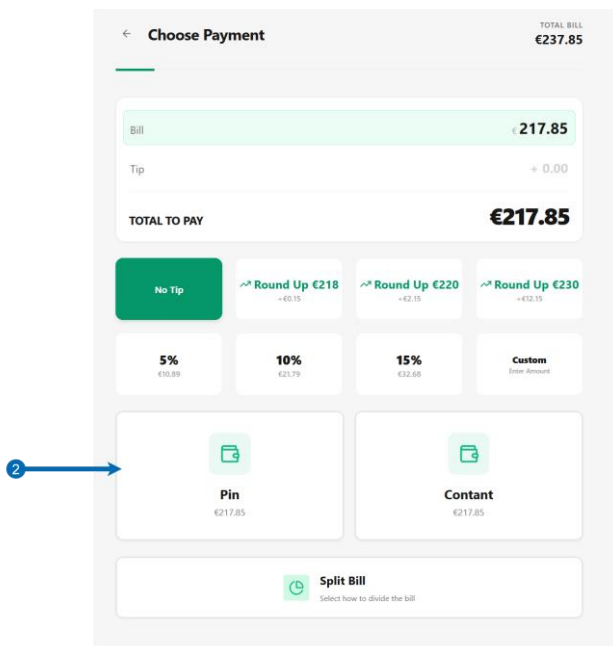 ← Choose Payment
TOTAL BILL
€237.85
Bill € 217.85
Tip + 0.00
TOTAL TO PAY €217.85
No Tip
Round Up €218
+€0.15
Round Up €220
+€2.15
Round Up €230
+€12.15
5%
€10.89
10%
€21.79
15%
€32.68
Custom
Enter Amount
2
Pin
€217.85
Contant
€217.85
Split Bill
Select how to divide the bill